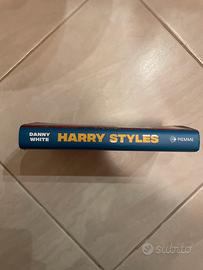 DANNY
WHITE
HARRY STYLES
PIEMME
subito